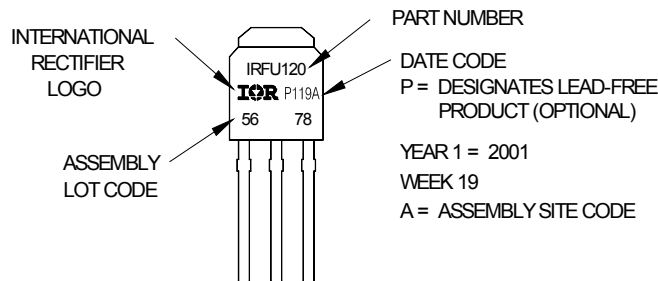 INTERNATIONAL
RECTIFIER
LOGO
ASSEMBLY
LOT CODE
IRFU120
IOR P119A
56 78
PART NUMBER
DATE CODE
P = DESIGNATES LEAD-FREE
PRODUCT (OPTIONAL)
YEAR 1 = 2001
WEEK 19
A = ASSEMBLY SITE CODE